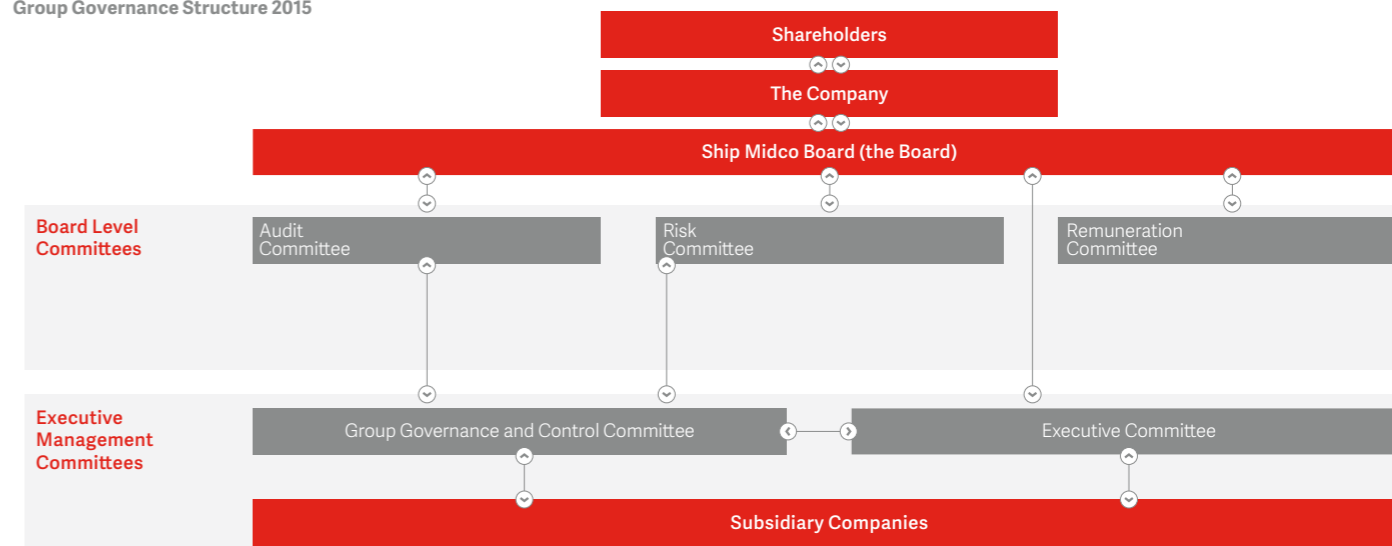 Group Governance Structure 2015
Shareholders
The Company
Ship Midco Board (the Board)
Board Level
Committees
Audit
Committee
Risk
Committee
Remuneration
Committee
Executive
Management
Committees
Group Governance and Control Committee
Executive Committee
Subsidiary Companies